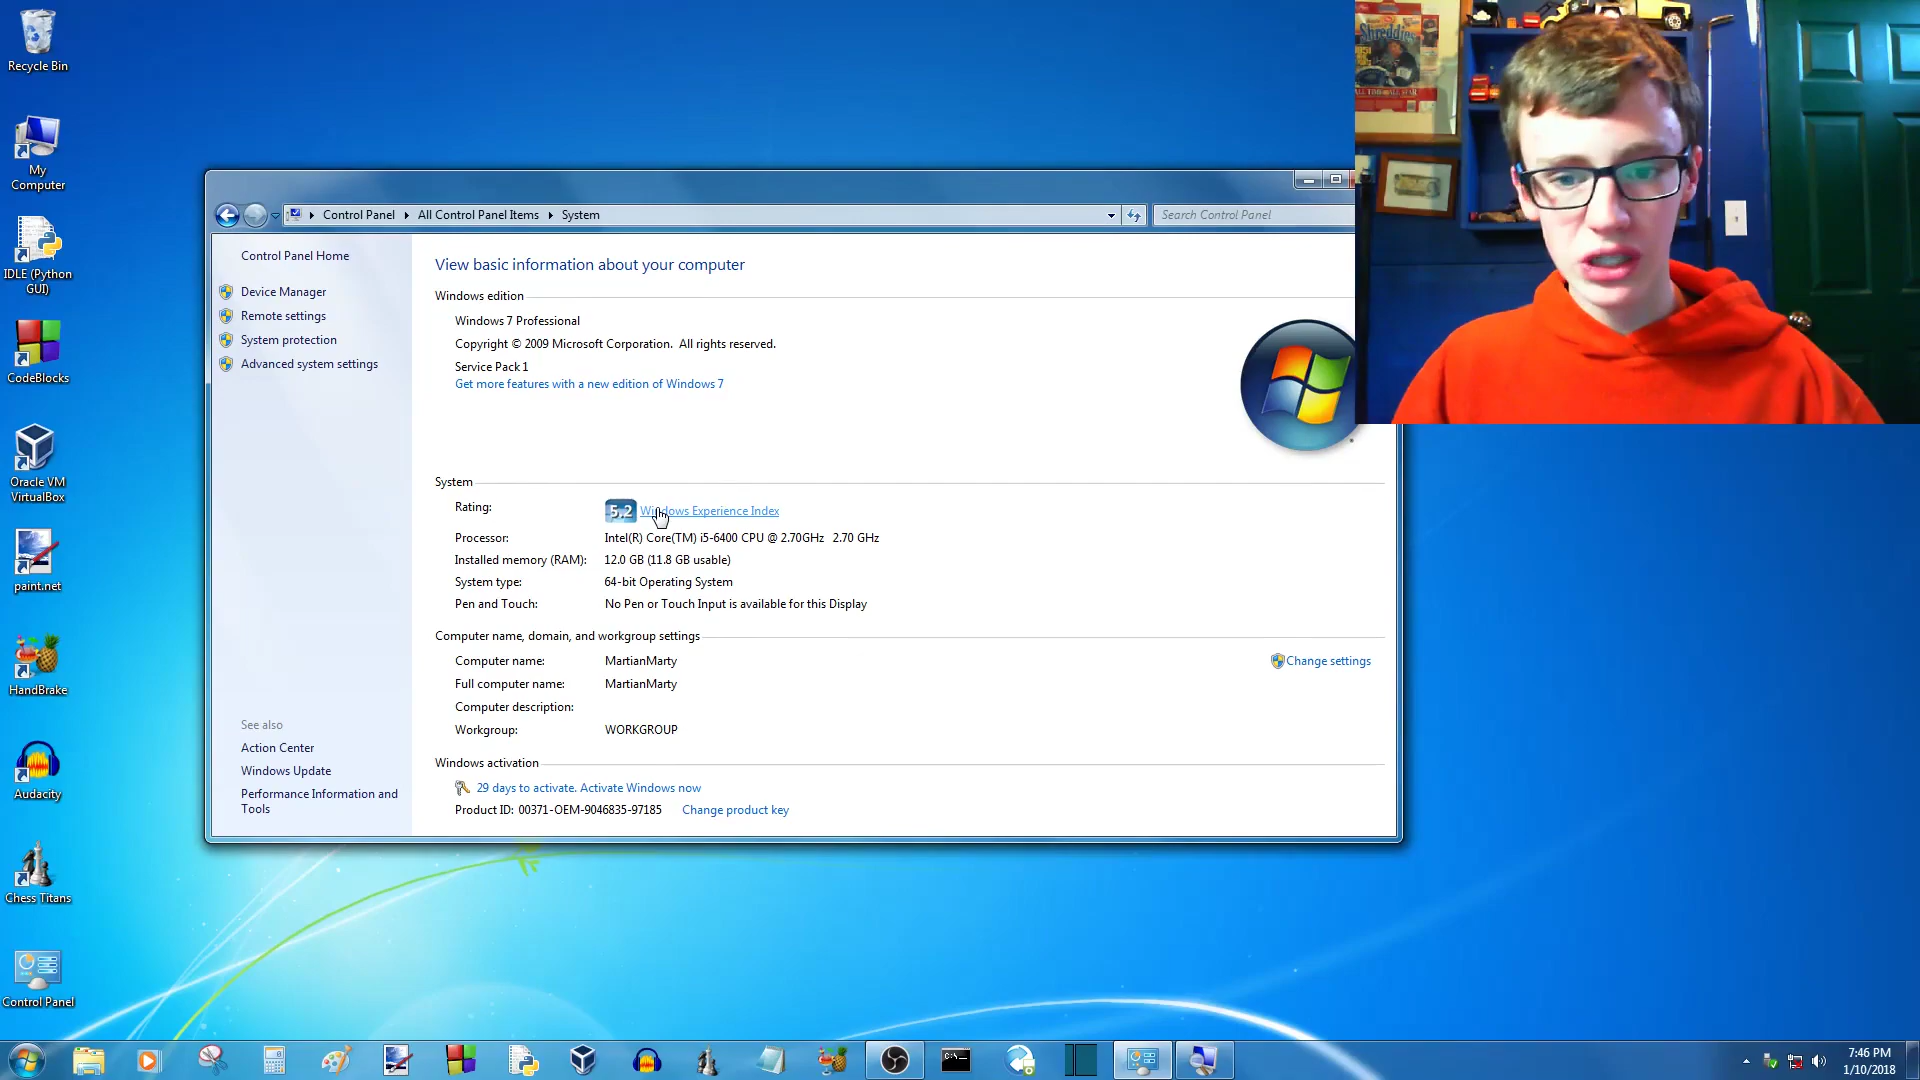 Recycle Bin
My
Computer
IDLE (Python
GUI)
CodeBlocks
Oracle VM
VirtualBox
paint.net
HandBrake
Audacity
Chess Titans
Control Panel
Control Panel
All Control Panel Items
System
Search Control Panel
Control Panel Home
Device Manager
Remote settings
System protection
Advanced system settings
See also
Action Center
Windows Update
Performance Information and
Tools
View basic information about your computer
Windows edition
Windows 7 Professional
Copyright © 2009 Microsoft Corporation. All rights reserved.
Service Pack 1
Get more features with a new edition of Windows 7
System
Rating: 5.2 Windows Experience Index
Processor: Intel(R) Core(TM) i5-6400 CPU @ 2.70GHz 2.70 GHz
Installed memory (RAM): 12.0 GB (11.8 GB usable)
System type: 64-bit Operating System
Pen and Touch: No Pen or Touch Input is available for this Display
Computer name, domain, and workgroup settings
Computer name: MartianMarty Change settings
Full computer name: MartianMarty
Computer description:
Workgroup: WORKGROUP
Windows activation
29 days to activate. Activate Windows now
Product ID: 00371-OEM-9046835-97185 Change product key
Shreddies
C:\_
7:46 PM
1/10/2018